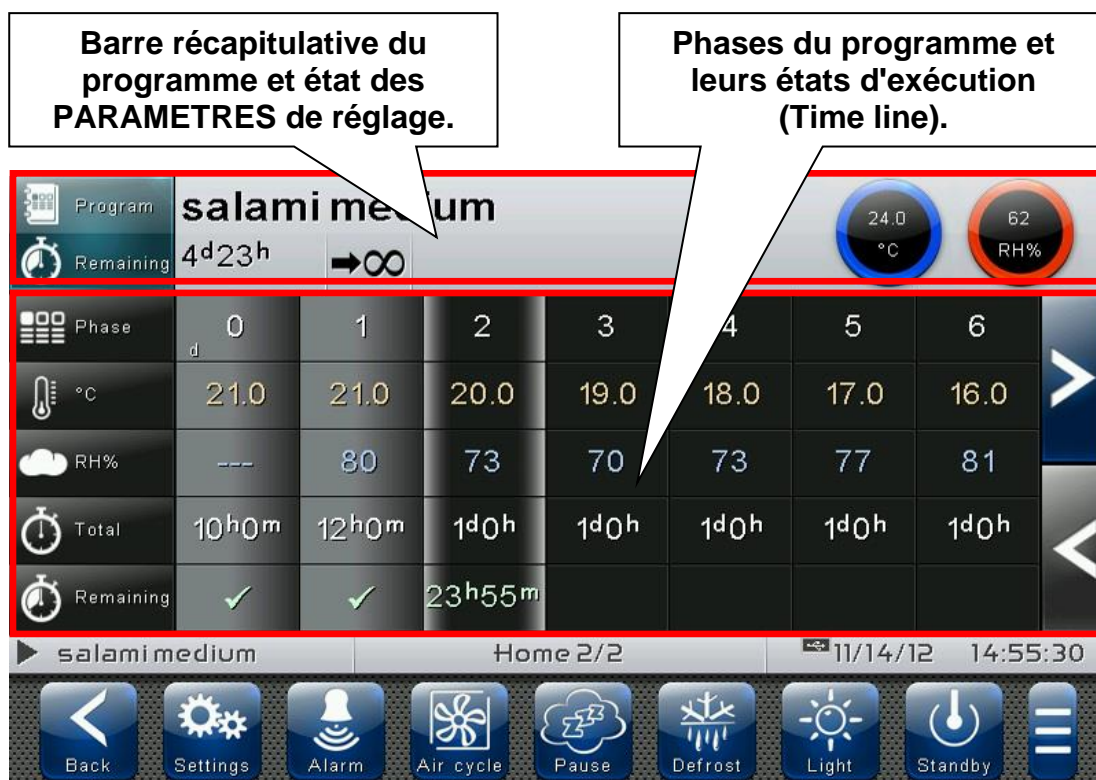 Barre récapitulative du
programme et état des
PARAMETRES de réglage.
Phases du programme et
leurs états d'exécution
(Time line).
Program
salami medium
24.0
°C
62
RH%
Remaining 4d23h →∞
Phase 0 1 2 3 4 5 6
d
°C 21.0 21.0 20.0 19.0 18.0 17.0 16.0
RH% --- 80 73 70 73 77 81
Total 10h0m 12h0m 1d0h 1d0h 1d0h 1d0h 1d0h
Remaining ✓ ✓ 23h55m
salami medium Home 2/2 11/14/12 14:55:30
Back Settings Alarm Air cycle Pause Defrost Light Standby